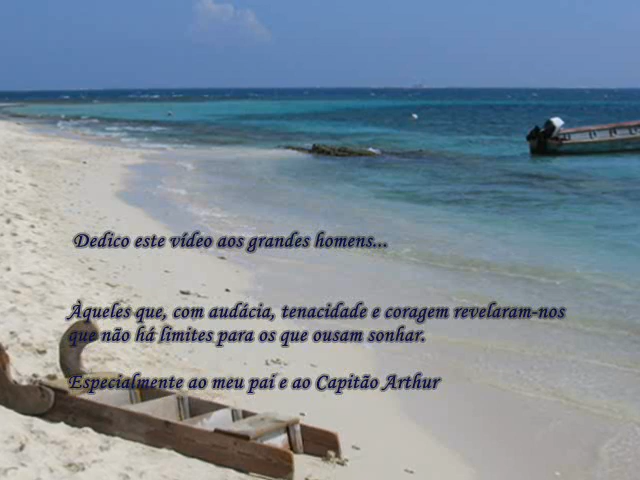 Dedico este vídeo aos grandes homens...
Àqueles que, com audácia, tenacidade e coragem revelaram-nos
que não há limites para os que ousam sonhar.
Especialmente ao meu pai e ao Capitão Arthur